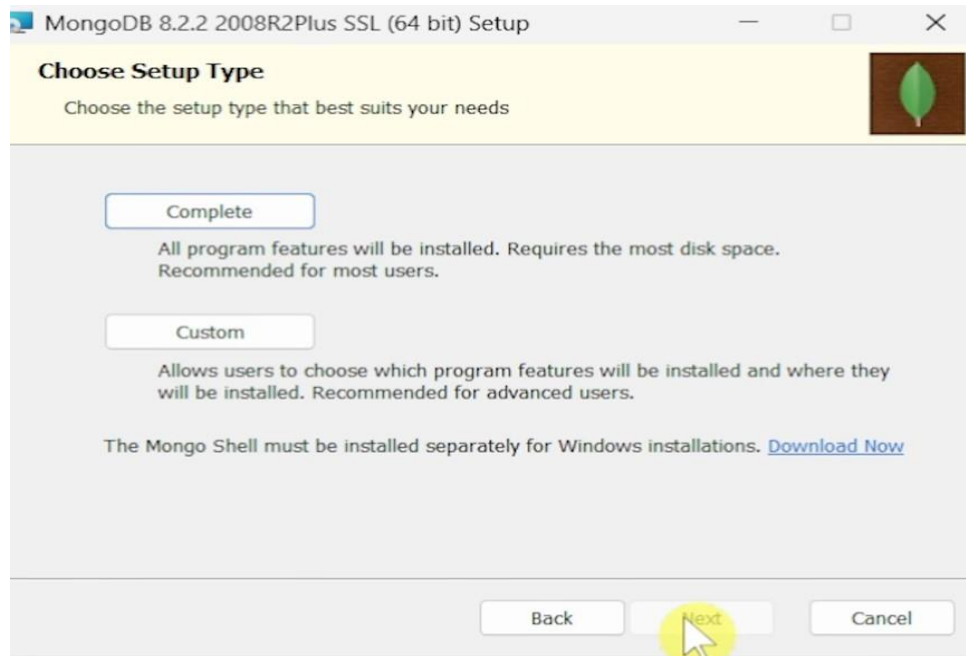 MongoDB 8.2.2 2008R2Plus SSL (64 bit) Setup
Choose Setup Type
Choose the setup type that best suits your needs
Complete
All program features will be installed. Requires the most disk space.
Recommended for most users.
Custom
Allows users to choose which program features will be installed and where they
will be installed. Recommended for advanced users.
The Mongo Shell must be installed separately for Windows installations. Download Now
Back Next Cancel